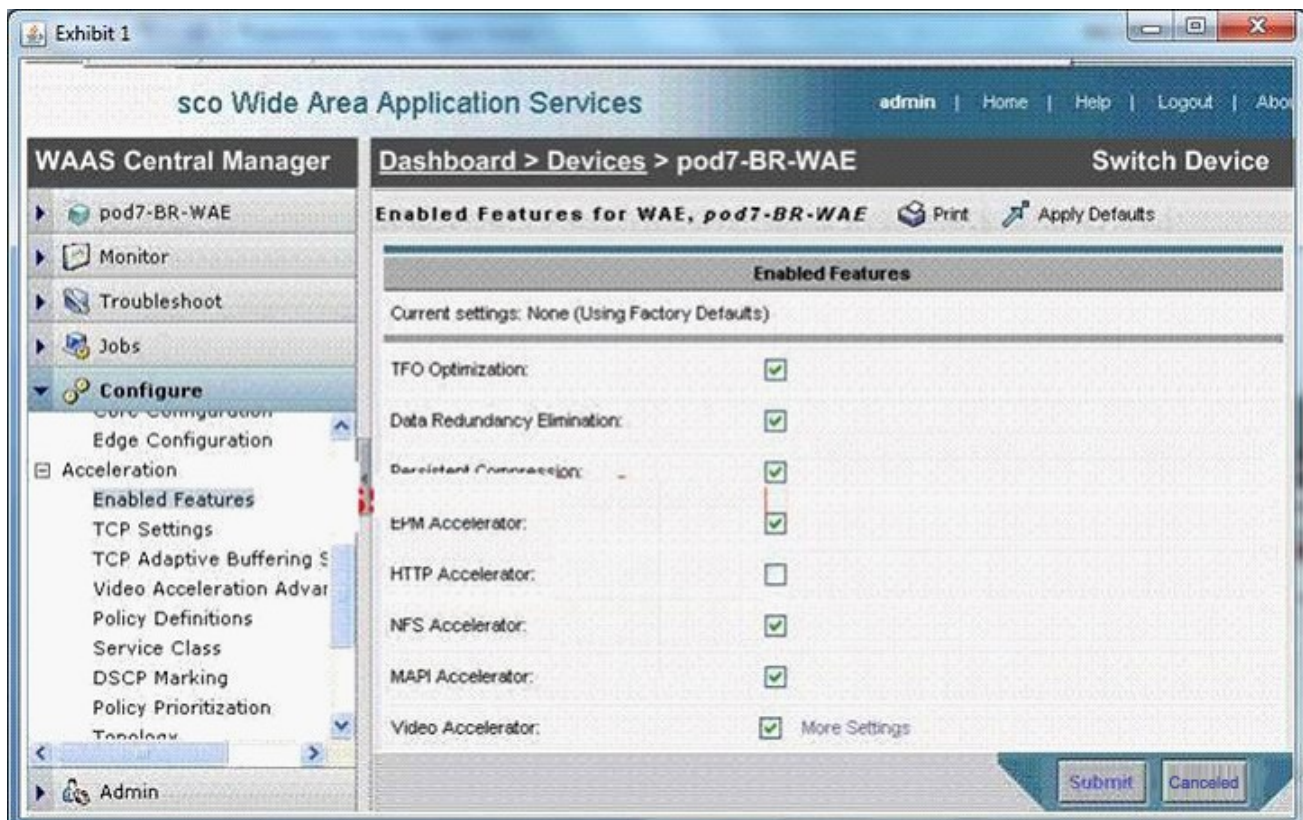 Exhibit 1
sco Wide Area Application Services
admin | Home | Help | Logout | Abou
WAAS Central Manager
Dashboard > Devices > pod7-BR-WAE
Switch Device
pod7-BR-WAE
Monitor
Troubleshoot
Jobs
Configure
Core Configuration
Edge Configuration
Acceleration
Enabled Features
TCP Settings
TCP Adaptive Buffering S
Video Acceleration Advar
Policy Definitions
Service Class
DSCP Marking
Policy Prioritization
Topology
Admin
Enabled Features for WAE, pod7-BR-WAE
Print
Apply Defaults
Enabled Features
Current settings: None (Using Factory Defaults)
TFO Optimization:
Data Redundancy Elimination:
Persistent Compression:
EPM Accelerator:
HTTP Accelerator:
NFS Accelerator:
MAPI Accelerator:
Video Accelerator:
More Settings
Submit
Canceled